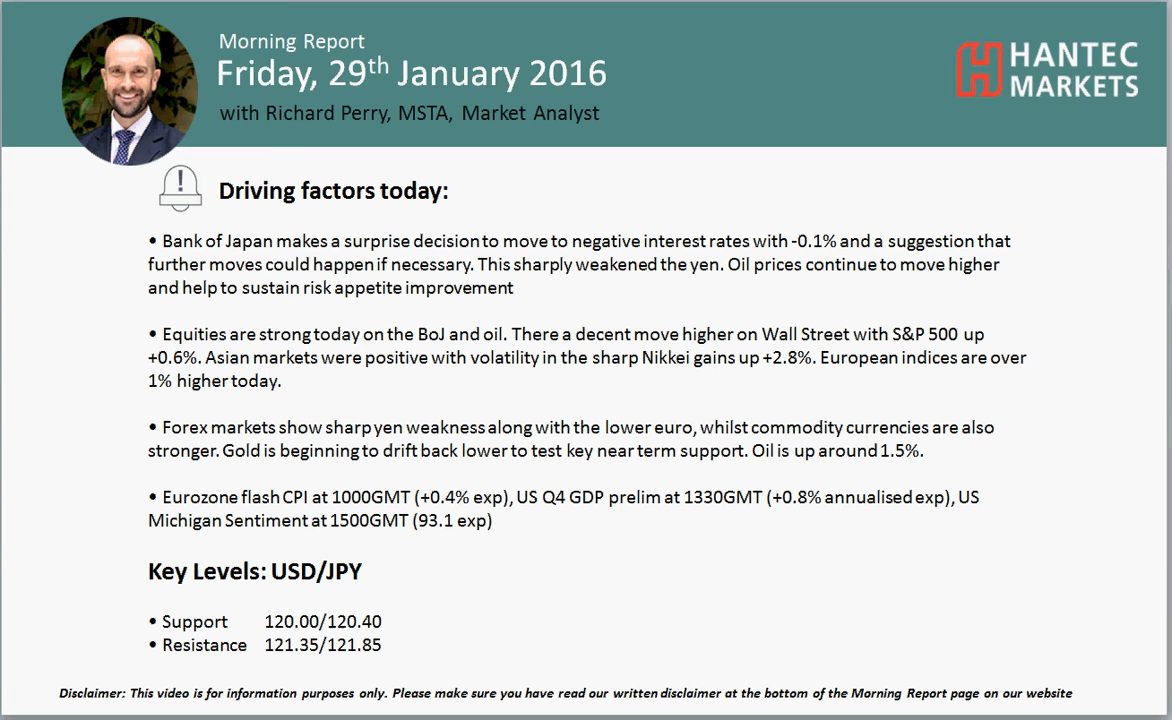 Morning Report
Friday, 29th January 2016
with Richard Perry, MSTA, Market Analyst
HANTEC
MARKETS
Driving factors today:
• Bank of Japan makes a surprise decision to move to negative interest rates with -0.1% and a suggestion that
further moves could happen if necessary. This sharply weakened the yen. Oil prices continue to move higher
and help to sustain risk appetite improvement
• Equities are strong today on the BoJ and oil. There a decent move higher on Wall Street with S&P 500 up
+0.6%. Asian markets were positive with volatility in the sharp Nikkei gains up +2.8%. European indices are over
1% higher today.
• Forex markets show sharp yen weakness along with the lower euro, whilst commodity currencies are also
stronger. Gold is beginning to drift back lower to test key near term support. Oil is up around 1.5%.
• Eurozone flash CPI at 1000GMT (+0.4% exp), US Q4 GDP prelim at 1330GMT (+0.8% annualised exp), US
Michigan Sentiment at 1500GMT (93.1 exp)
Key Levels: USD/JPY
• Support 120.00/120.40
• Resistance 121.35/121.85
Disclaimer: This video is for information purposes only. Please make sure you have read our written disclaimer at the bottom of the Morning Report page on our website